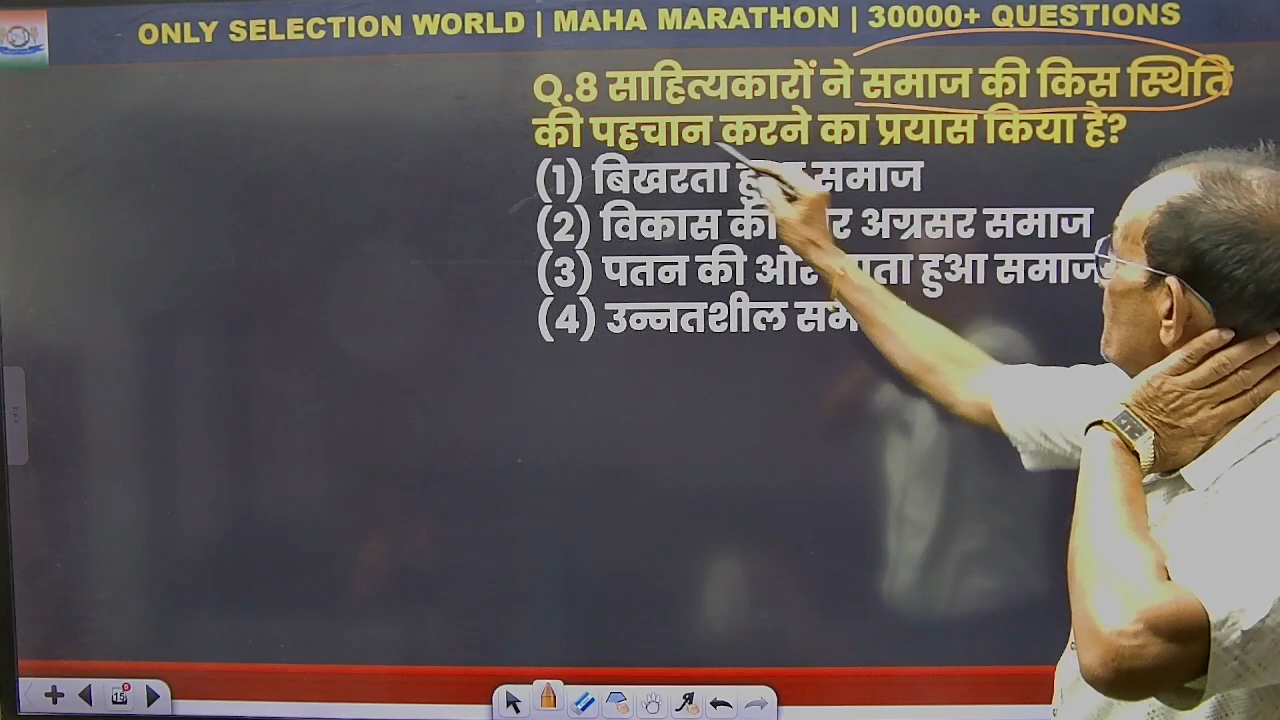 ONLY SELECTION WORLD | MAHA MARATHON | 30000+ QUESTIONS
Q.8 साहित्यकारों ने समाज की किस स्थिति
की पहचान करने का प्रयास किया हे?
(1) बिखरता समाज
(2) विकास की अग्रसर समाज
(3) पतन की ओर हुआ समाज
(4) उन्नतशील
15